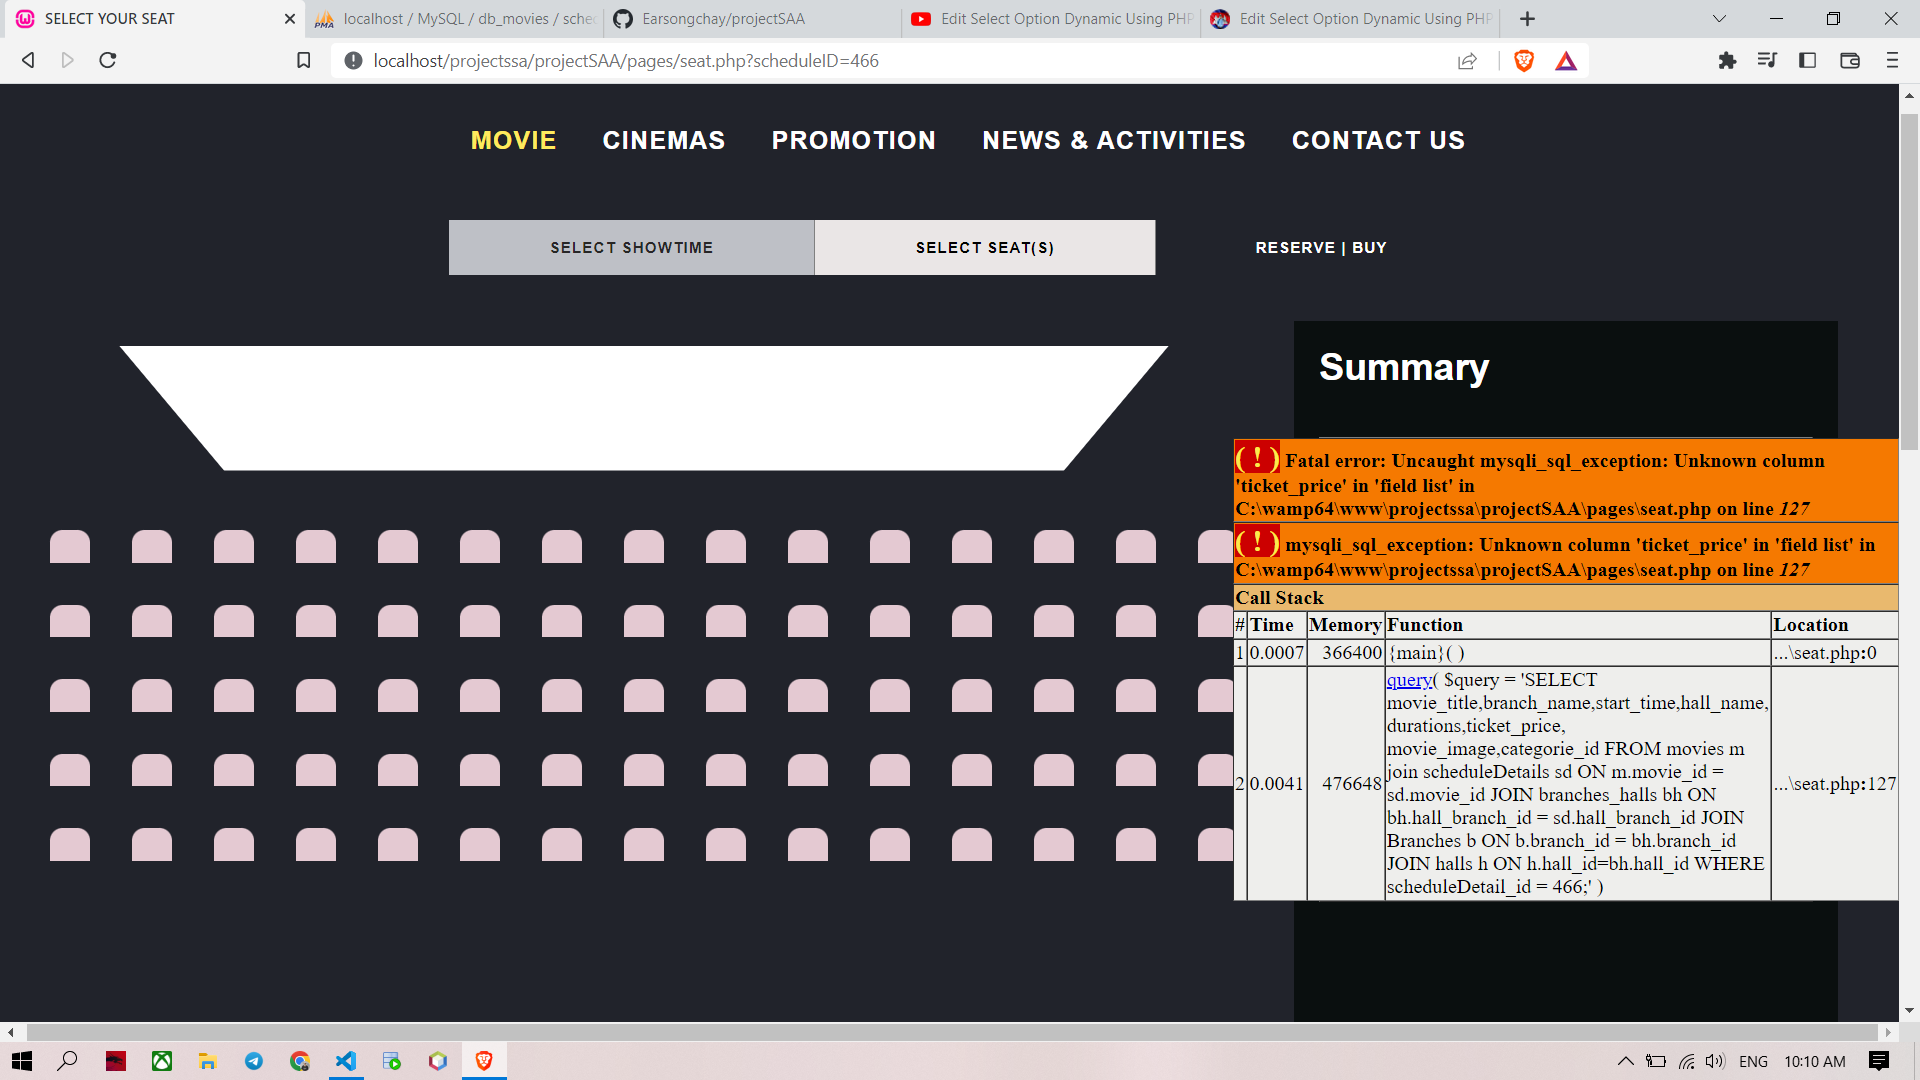 SELECT YOUR SEAT
localhost / MySQL / db_movies / sche
Earsongchay/projectSAA
Edit Select Option Dynamic Using PHP
Edit Select Option Dynamic Using PHP
localhost/projectssa/projectSAA/pages/seat.php?scheduleID=466
MOVIE CINEMAS PROMOTION NEWS & ACTIVITIES CONTACT US
SELECT SHOWTIME SELECT SEAT(S) RESERVE | BUY
Summary
( ! ) Fatal error: Uncaught mysqli_sql_exception: Unknown column
'ticket_price' in 'field list' in
C:\wamp64\www\projectssa\projectSAA\pages\seat.php on line 127
( ! ) mysqli_sql_exception: Unknown column 'ticket_price' in 'field list' in
C:\wamp64\www\projectssa\projectSAA\pages\seat.php on line 127
Call Stack
# Time Memory Function Location
1 0.0007 366400 {main}( ) ...\seat.php:0
2 0.0041 476648 query( $query = 'SELECT
movie_title,branch_name,start_time,hall_name,
durations,ticket_price,
movie_image,categorie_id FROM movies m
join scheduleDetails sd ON m.movie_id =
sd.movie_id JOIN branches_halls bh ON
bh.hall_branch_id = sd.hall_branch_id JOIN
Branches b ON b.branch_id = bh.branch_id
JOIN halls h ON h.hall_id=bh.hall_id WHERE
scheduleDetail_id = 466;' ) ...\seat.php:127
ENG 10:10 AM